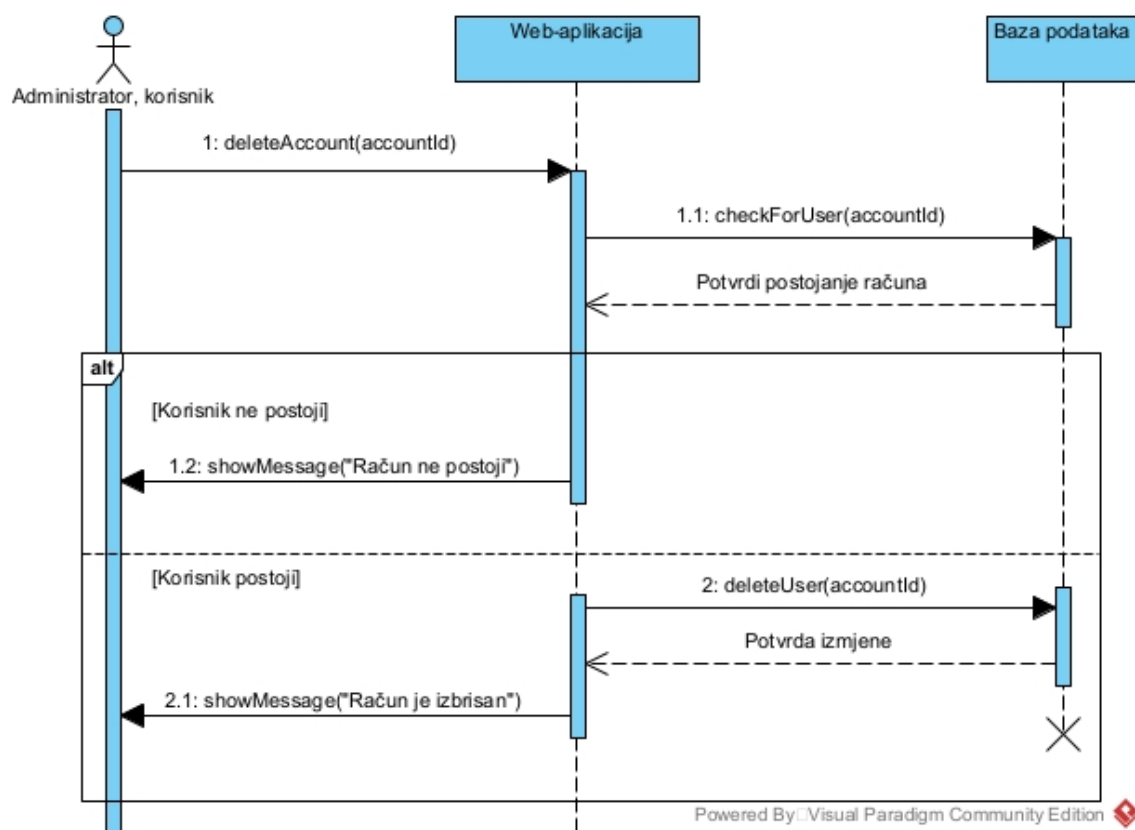 Web-aplikacija
Baza podataka
Administrator, korisnik
1: deleteAccount(accountId)
1.1: checkForUser(accountId)
Potvrdi postojanje računa
alt
[Korisnik ne postoji]
1.2: showMessage("Račun ne postoji")
[Korisnik postoji]
2: deleteUser(accountId)
Potvrda izmjene
2.1: showMessage("Račun je izbrisan")
Powered By Visual Paradigm Community Edition